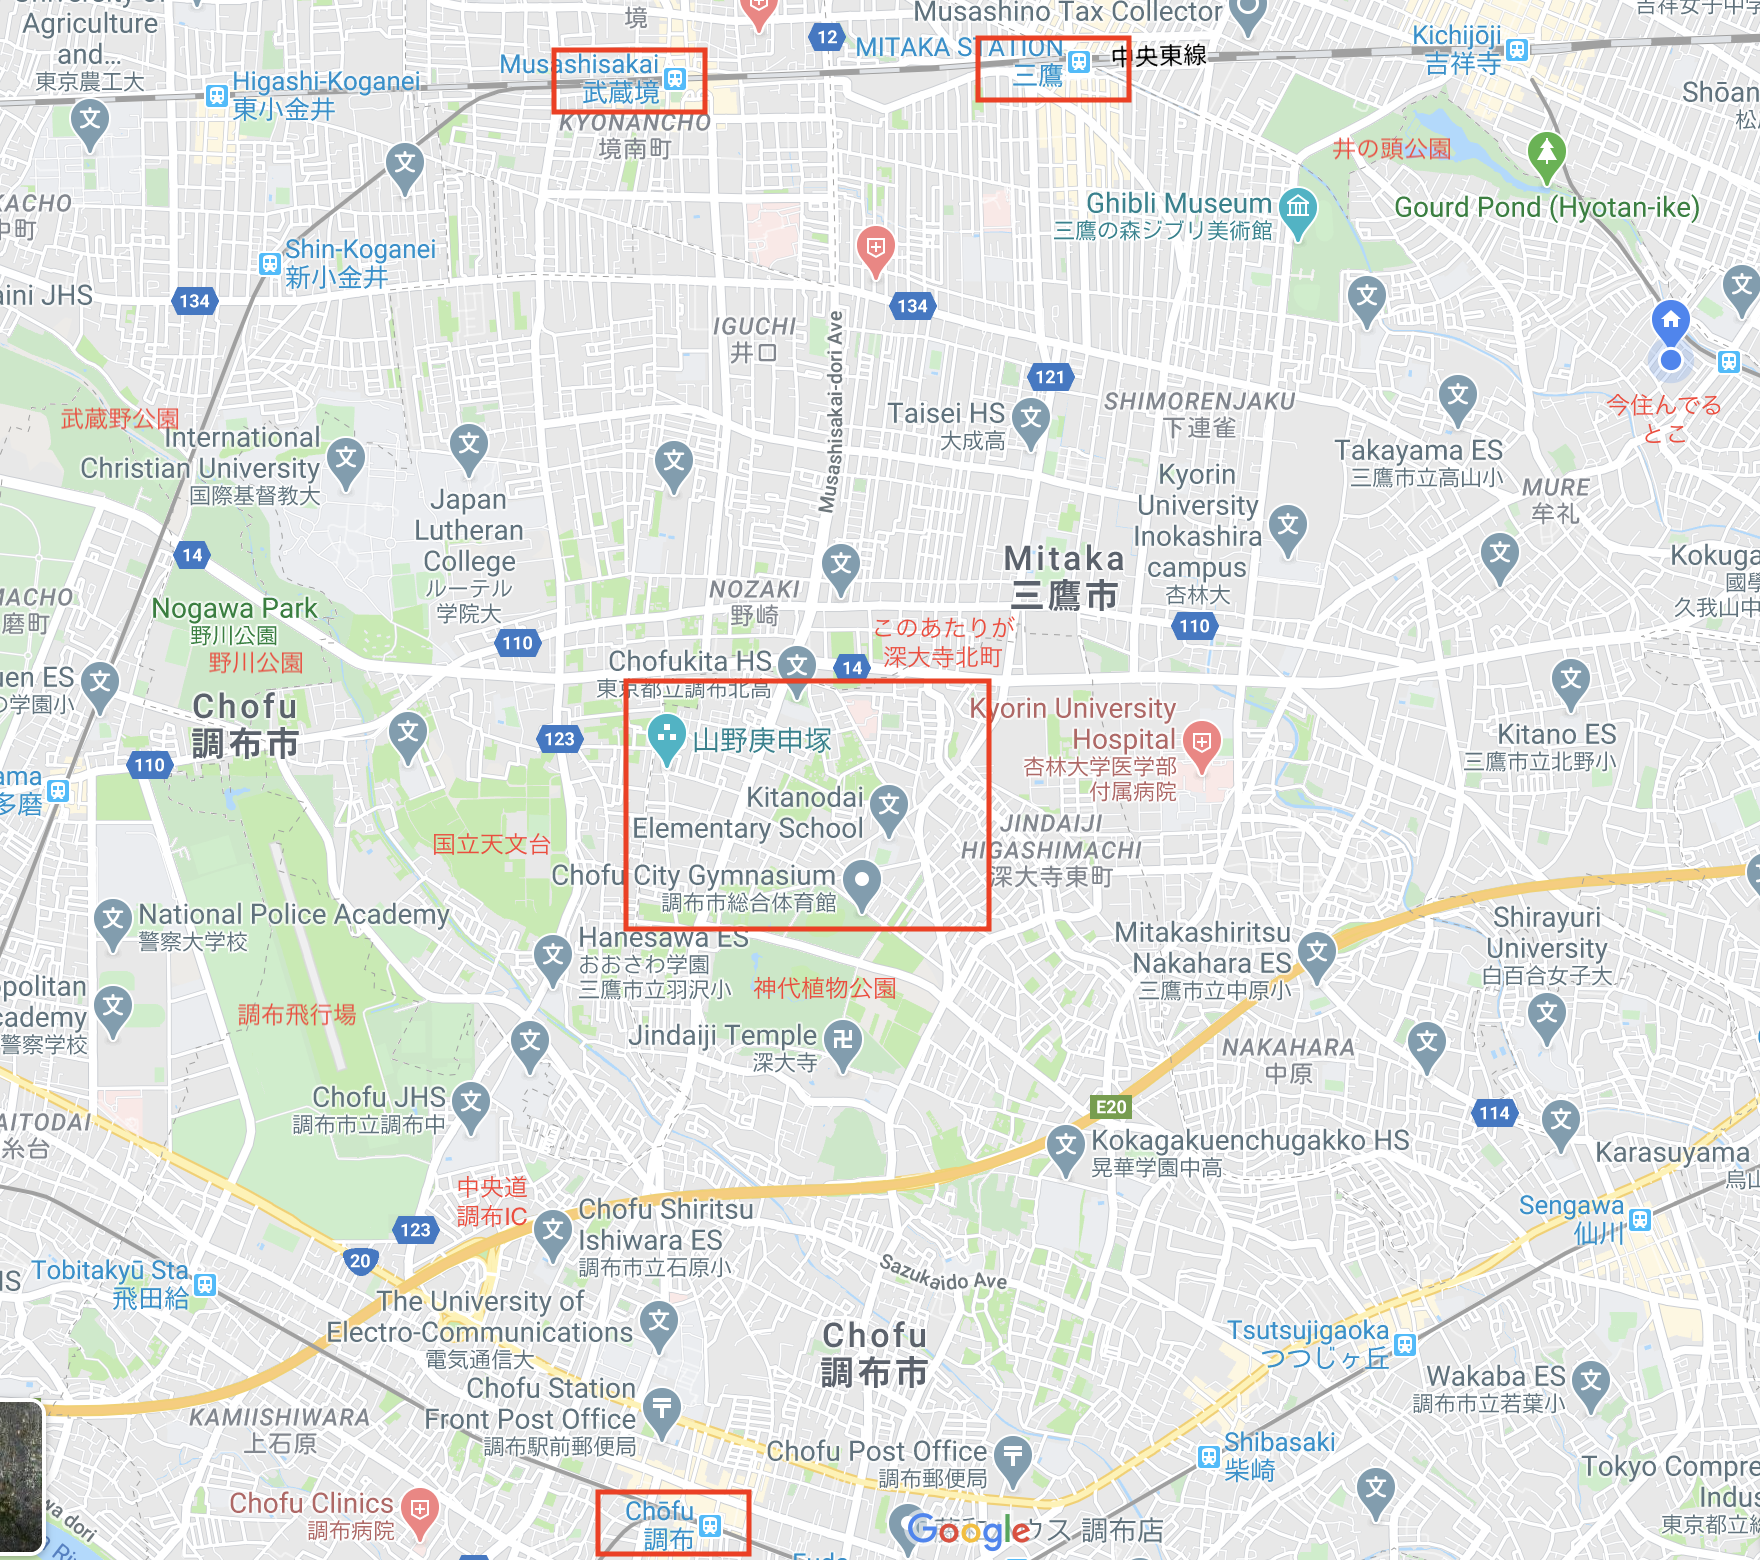 Agriculture
and...
東京農工大
境
Musashino Tax Collector
12
MITAKA STATION
三鷹
中央東線
Kichijōji
吉祥寺
Musashisakai
武蔵境
Higashi-Koganei
東小金井
KYONANCHO
境南町
井の頭公園
Gourd Pond (Hyotan-ike)
Ghibli Museum
三鷹の森ジブリ美術館
Shin-Koganei
新小金井
134
134
IGUCHI
井口
Musashisakai-dori Ave
121
Taisei HS
大成高
SHIMORENJAKU
下連雀
今住んでる
とこ
Takayama ES
三鷹市立高山小
MURE
牟礼
武蔵野公園
International
Christian University
国際基督教大
Japan
Lutheran
College
ルーテル
学院大
Kyorin
University
Inokashira
campus
杏林大
14
Mitaka
三鷹市
NOZAKI
野崎
Nogawa Park
野川公園
野川公園
110
110
このあたりが
深大寺北町
Chofukita HS
東京都立調布北高
14
Chofu
調布市
110
123
山野庚申塚
Kyorin University
Hospital
杏林大学医学部
付属病院
Kitano ES
三鷹市立北野小
Kitanodai
Elementary School
JINDAIJI
HIGASHIMACHI
深大寺東町
国立天文台
Chofu City Gymnasium
調布市総合体育館
National Police Academy
警察大学校
Hanesawa ES
おおさわ学園
三鷹市立羽沢小
神代植物公園
Mitakashiritsu
Nakahara ES
三鷹市立中原小
Shirayuri
University
白百合女子大
調布飛行場
Jindaiji Temple
深大寺
NAKAHARA
中原
Chofu JHS
調布市立調布中
E20
114
Kokagakuenchugakko HS
晃華学園中高
Karasuyama
中央道
調布IC
Chofu Shiritsu
Ishiwara ES
調布市立石原小
123
20
Sengawa
仙川
Tobitakyū Sta
飛田給
Sazukaido Ave
The University of
Electro-Communications
電気通信大
Chofu
調布市
Tsutsujigaoka
つつじヶ丘
Wakaba ES
調布市立若葉小
Chofu Station
Front Post Office
調布駅前郵便局
KAMIISHIWARA
上石原
Chofu Post Office
調布郵便局
Shibasaki
柴崎
Chofu Clinics
調布病院
Chōfu
調布
Google
ウス 調布店